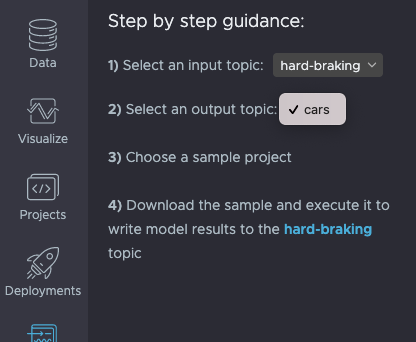 Step by step guidance:
Data
1) Select an input topic: hard-braking
2) Select an output topic: ✓ cars
Visualize
3) Choose a sample project
Projects
4) Download the sample and execute it to
write model results to the hard-braking
topic
Deployments